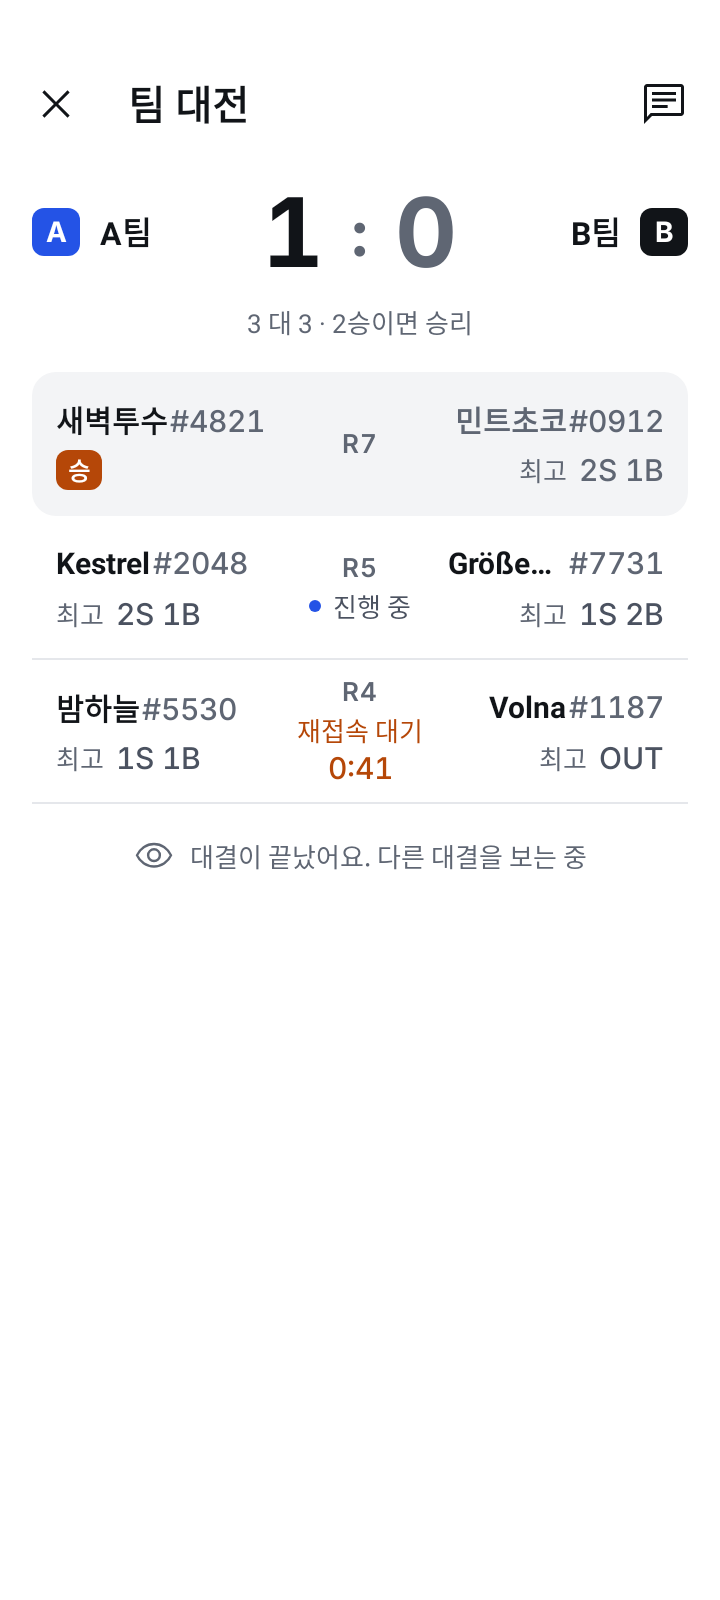 팀 대전
A A팀 1 : 0 B팀 B
3 대 3 · 2승이면 승리
새벽투수#4821 R7 민트초코#0912
승 최고 2S 1B
Kestrel#2048 R5 Größe… #7731
최고 2S 1B 진행 중 최고 1S 2B
밤하늘#5530 R4 Volna#1187
재접속 대기
최고 1S 1B 0:41 최고 OUT
대결이 끝났어요. 다른 대결을 보는 중